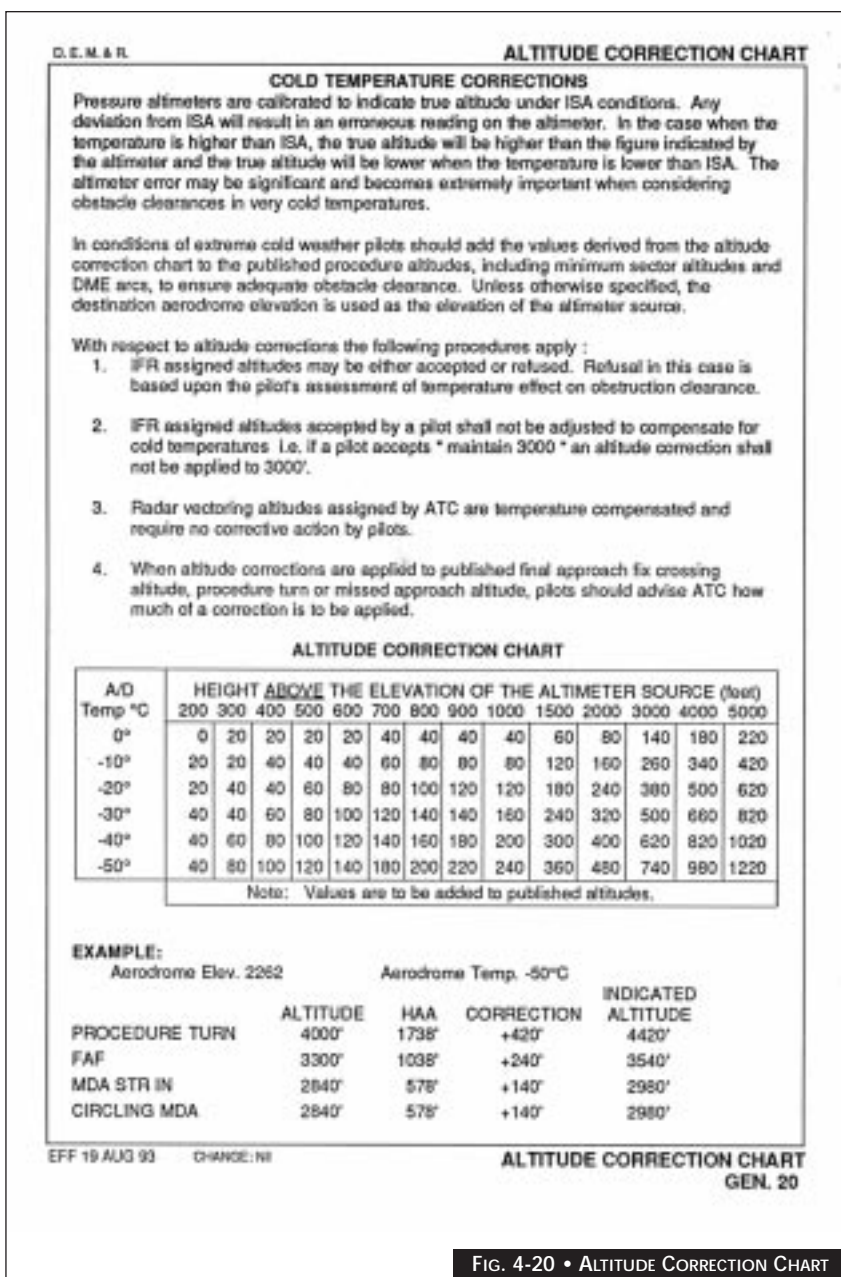 D. E. M. & R. ALTITUDE CORRECTION CHART
COLD TEMPERATURE CORRECTIONS
Pressure altimeters are calibrated to indicate true altitude under ISA conditions. Any
deviation from ISA will result in an erroneous reading on the altimeter. In the case when the
temperature is higher than ISA, the true altitude will be higher than the figure indicated by
the altimeter and the true altitude will be lower when the temperature is lower than ISA. The
altimeter error may be significant and becomes extremely important when considering
obstacle clearances in very cold temperatures.
In conditions of extreme cold weather pilots should add the values derived from the altitude
correction chart to the published procedure altitudes, including minimum sector altitudes and
DME arcs, to ensure adequate obstacle clearance. Unless otherwise specified, the
destination aerodrome elevation is used as the elevation of the altimeter source.
With respect to altitude corrections the following procedures apply :
1. IFR assigned altitudes may be either accepted or refused. Refusal in this case is
based upon the pilot's assessment of temperature effect on obstruction clearance.
2. IFR assigned altitudes accepted by a pilot shall not be adjusted to compensate for
cold temperatures i.e. if a pilot accepts " maintain 3000 " an altitude correction shall
not be applied to 3000'.
3. Radar vectoring altitudes assigned by ATC are temperature compensated and
require no corrective action by pilots.
4. When altitude corrections are applied to published final approach fix crossing
altitude, procedure turn or missed approach altitude, pilots should advise ATC how
much of a correction is to be applied.
ALTITUDE CORRECTION CHART
A/D HEIGHT ABOVE THE ELEVATION OF THE ALTIMETER SOURCE (feet)
Temp °C 200 300 400 500 600 700 800 900 1000 1500 2000 3000 4000 5000
0° 0 20 20 20 20 40 40 40 40 60 80 140 180 220
-10° 20 20 40 40 40 60 80 80 80 120 160 260 340 420
-20° 20 40 40 60 80 80 100 120 120 180 240 380 500 620
-30° 40 40 60 80 100 120 140 140 160 240 320 500 660 820
-40° 40 60 80 100 120 140 160 180 200 300 400 620 820 1020
-50° 40 80 100 120 140 180 200 220 240 360 480 740 980 1220
Note: Values are to be added to published altitudes.
EXAMPLE:
Aerodrome Elev. 2262 Aerodrome Temp. -50°C
INDICATED
ALTITUDE HAA CORRECTION ALTITUDE
PROCEDURE TURN 4000' 1738' +420' 4420'
FAF 3300' 1038' +240' 3540'
MDA STR IN 2840' 578' +140' 2980'
CIRCLING MDA 2840' 578' +140' 2980'
EFF 19 AUG 93 CHANGE: Nil ALTITUDE CORRECTION CHART
GEN. 20
FIG. 4-20 • ALTITUDE CORRECTION CHART